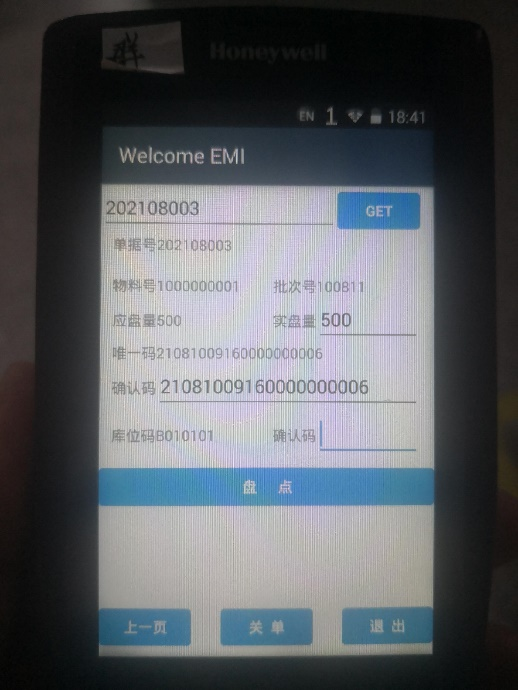 群
Honeywell
EN 1 18:41
Welcome EMI
202108003 GET
单据号202108003
物料号1000000001 批次号100811
应盘量500 实盘量 500
唯一码21081009160000000006
确认码 21081009160000000006
库位码B010101 确认码
盘 点
上一页 关 单 退 出